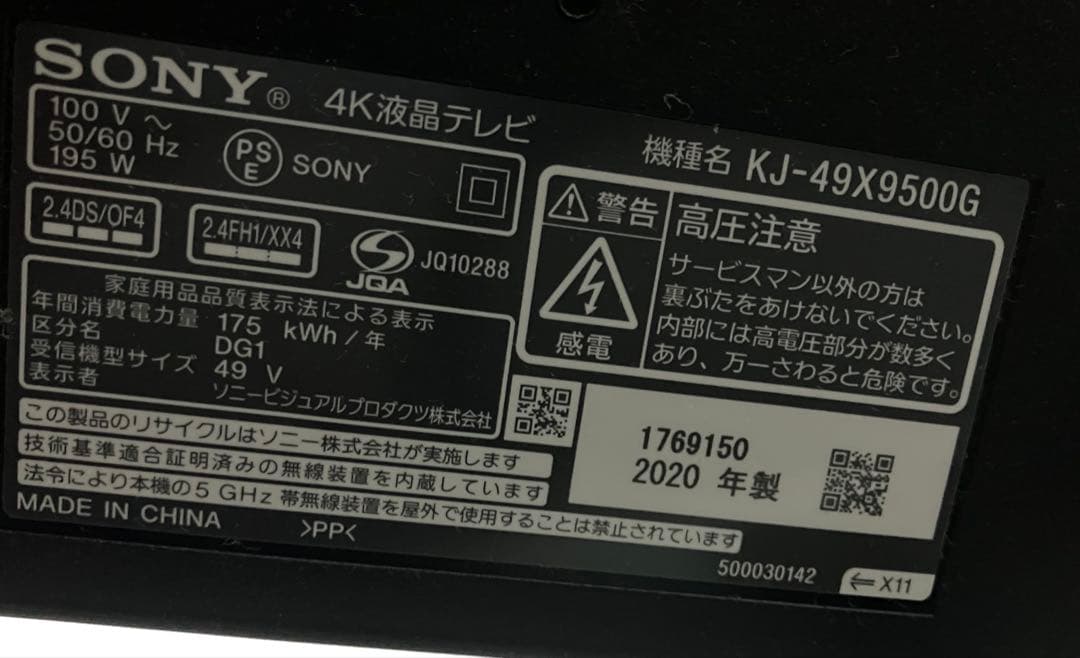 SONY®
4K液晶テレビ
機種名 KJ-49X9500G
100 V ～
50/60 Hz
195 W
PS
E
SONY
2.4DS/OF4
2.4FH1/XX4
JQA
JQ10288
家庭用品品質表示法による表示
年間消費電力量 175 kWh / 年
区分名 DG1
受信機型サイズ 49 V
表示者
ソニービジュアルプロダクツ株式会社
警告
感電
高圧注意
サービスマン以外の方は
裏ぶたをあけないでください。
内部には高電圧部分が数多く
あり、万一さわると危険です。
この製品のリサイクルはソニー株式会社が実施します
技術基準適合証明済みの無線装置を内蔵しています
法令により本機の5 GHz 帯無線装置を屋外で使用することは禁止されています
MADE IN CHINA
>PP<
1769150
2020 年製
500030142
⇐X11